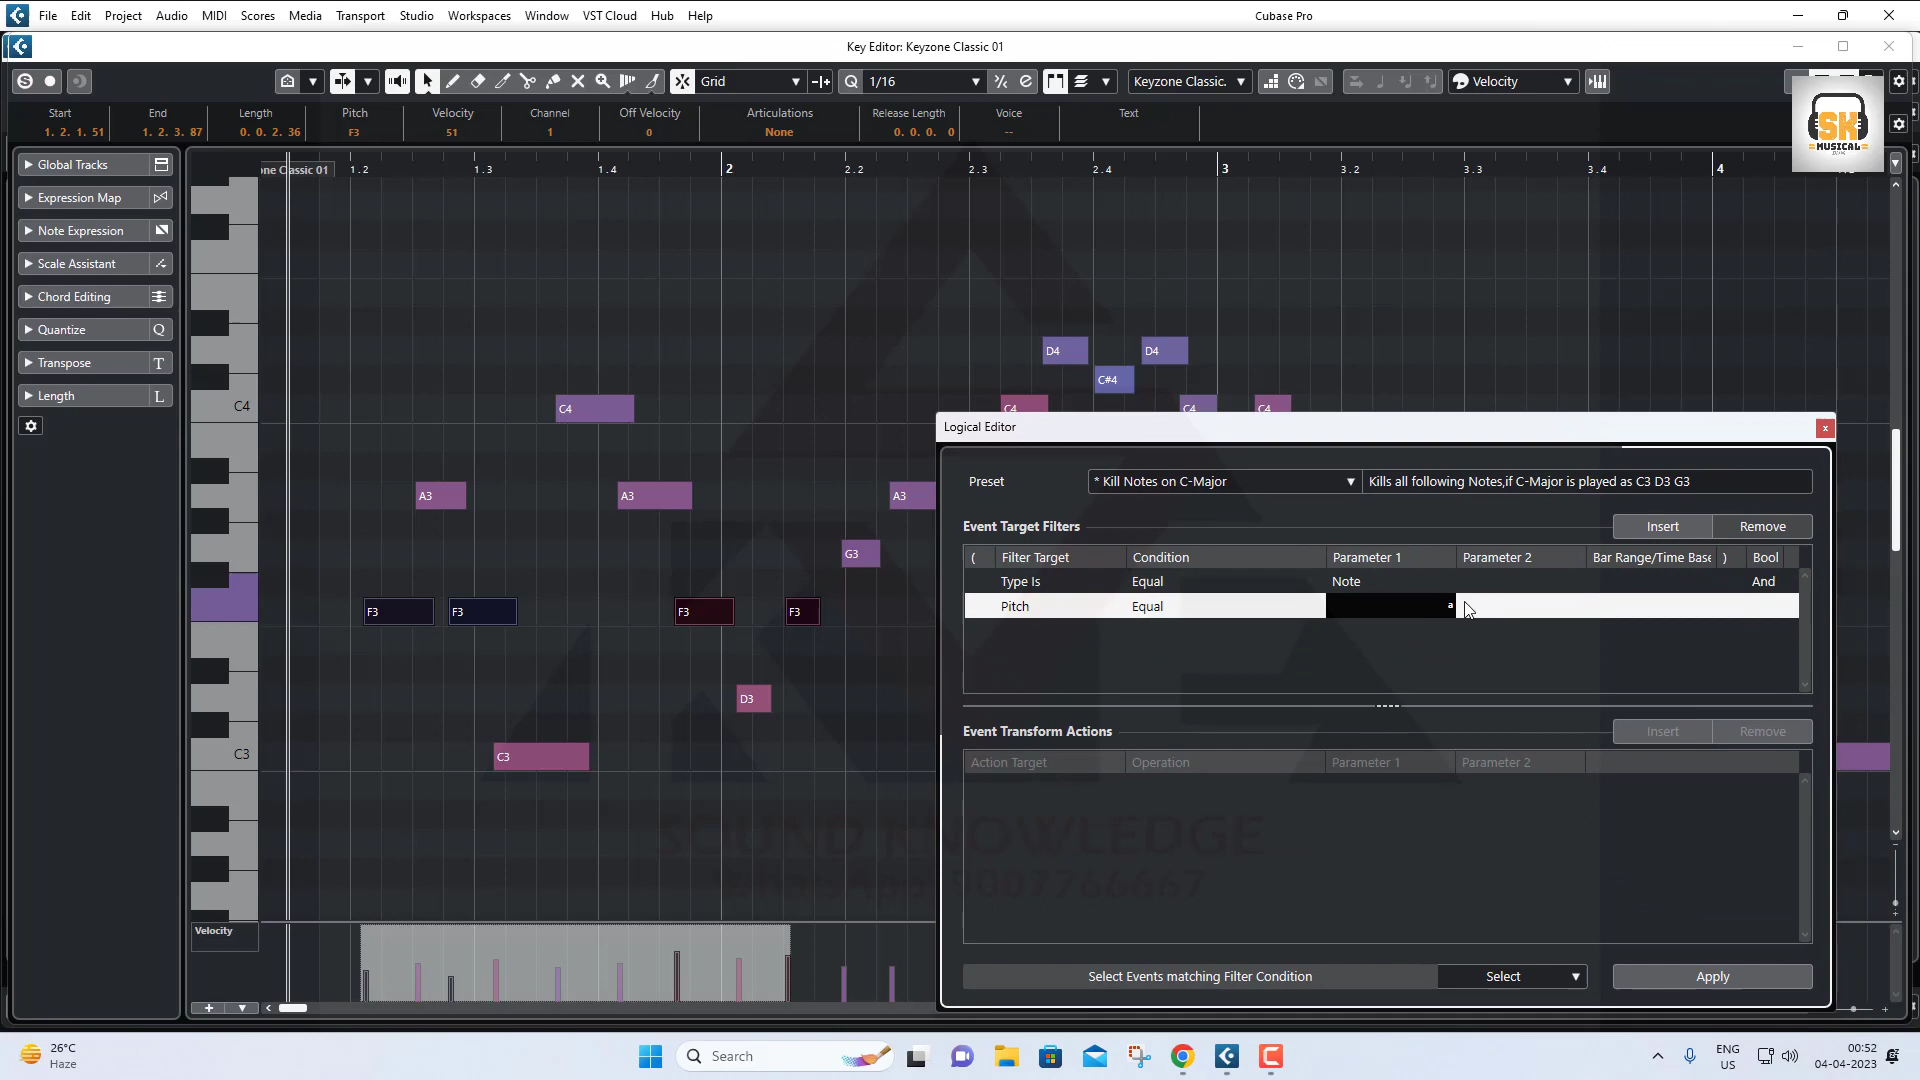 File Edit Project Audio MIDI Scores Media Transport Studio Workspaces Window VST Cloud Hub Help Cubase Pro
Key Editor: Keyzone Classic 01
Grid 1/16 Keyzone Classic. Velocity
Start End Length Pitch Velocity Channel Off Velocity Articulations Release Length Voice Text
1. 2. 1. 51 1. 2. 3. 87 0. 0. 2. 36 F3 51 1 0 None 0. 0. 0. 0 --
SK
MUSICAL
Global Tracks
Expression Map
Note Expression
Scale Assistant
Chord Editing
Quantize Q
Transpose T
Length L
one Classic 01 1.2 1.3 1.4 2 2.2 2.3 2.4 3 3.2 3.3 3.4 4
D4 D4
C#4
C4 C4 C4 C4 C4
A3 A3 A3
G3
F3 F3 F3 F3
D3
C3 C3
Logical Editor
Preset * Kill Notes on C-Major Kills all following Notes,if C-Major is played as C3 D3 G3
Event Target Filters Insert Remove
( Filter Target Condition Parameter 1 Parameter 2 Bar Range/Time Base ) Bool
Type Is Equal Note And
Pitch Equal a
Event Transform Actions Insert Remove
Action Target Operation Parameter 1 Parameter 2
SOUND KNOWLEDGE
Velocity
Select Events matching Filter Condition Select Apply
26°C
Haze
Search
ENG
US
00:52
04-04-2023